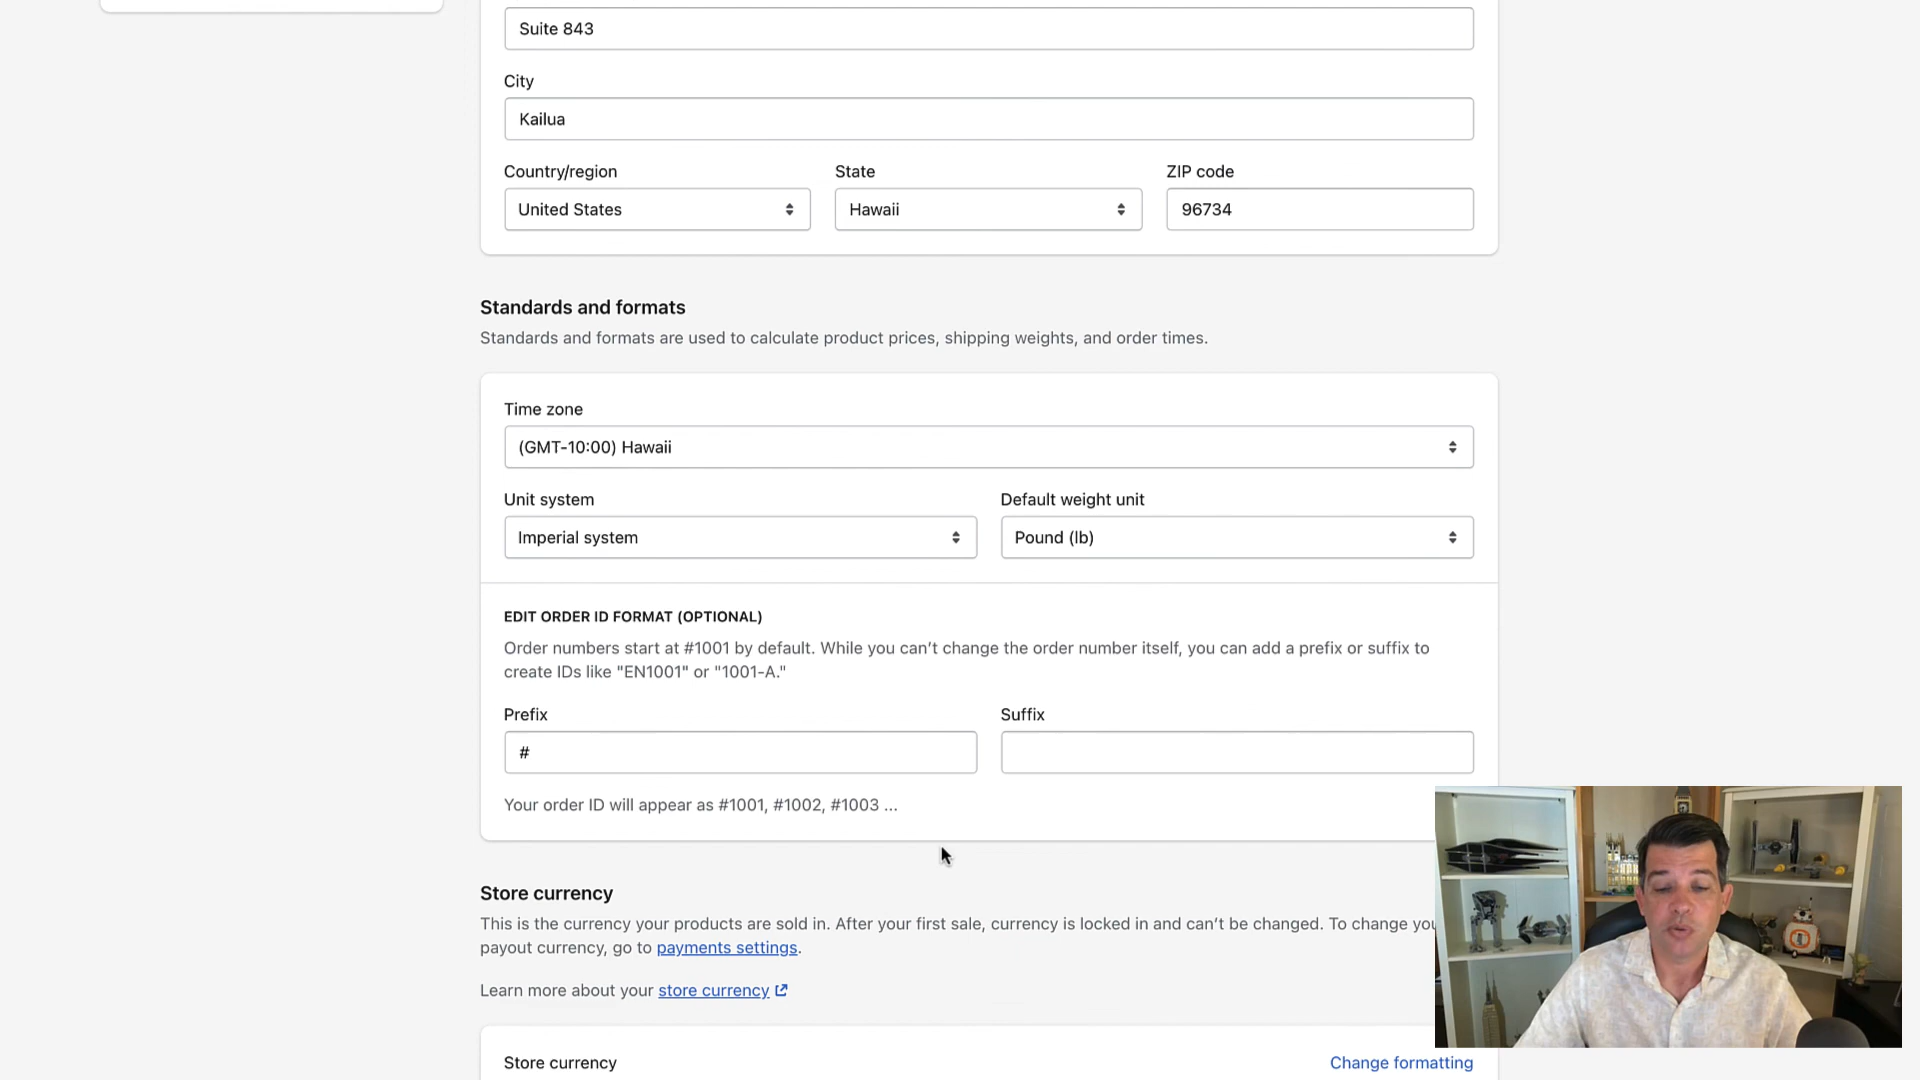 Suite 843
City
Kailua
Country/region State ZIP code
United States Hawaii 96734
Standards and formats
Standards and formats are used to calculate product prices, shipping weights, and order times.
Time zone
(GMT-10:00) Hawaii
Unit system Default weight unit
Imperial system Pound (lb)
EDIT ORDER ID FORMAT (OPTIONAL)
Order numbers start at #1001 by default. While you can’t change the order number itself, you can add a prefix or suffix to
create IDs like "EN1001" or "1001-A."
Prefix Suffix
#
Your order ID will appear as #1001, #1002, #1003 ...
Store currency
This is the currency your products are sold in. After your first sale, currency is locked in and can’t be changed. To change
payout currency, go to payments settings.
Learn more about your store currency
Store currency Change formatting